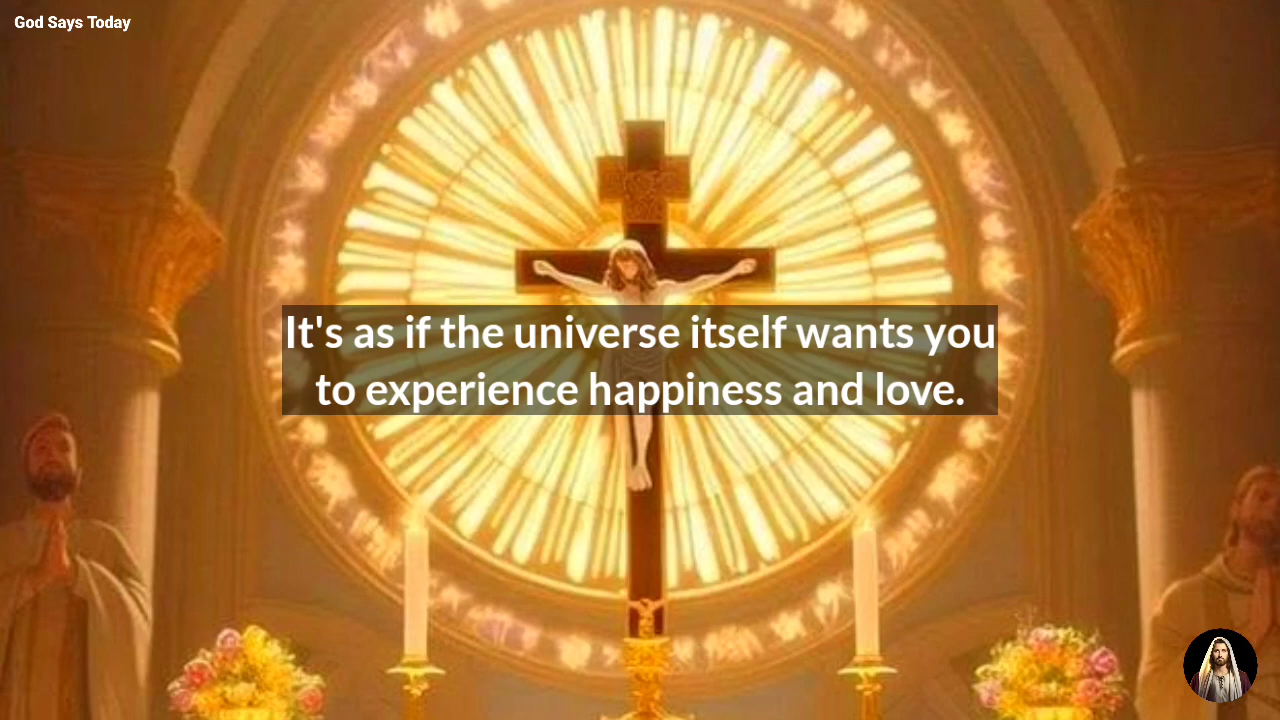 God Says Today
It's as if the universe itself wants you
to experience happiness and love.